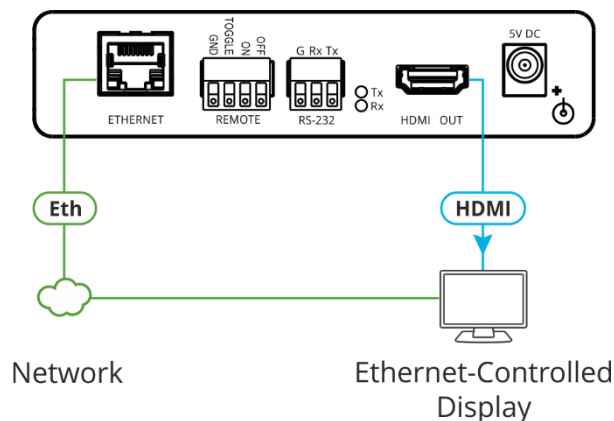 GND
TOGGLE
ON
OFF
G Rx Tx
5V DC
Tx
Rx
ETHERNET
REMOTE
RS-232
HDMI OUT
+
Eth
HDMI
Network
Ethernet-Controlled
Display